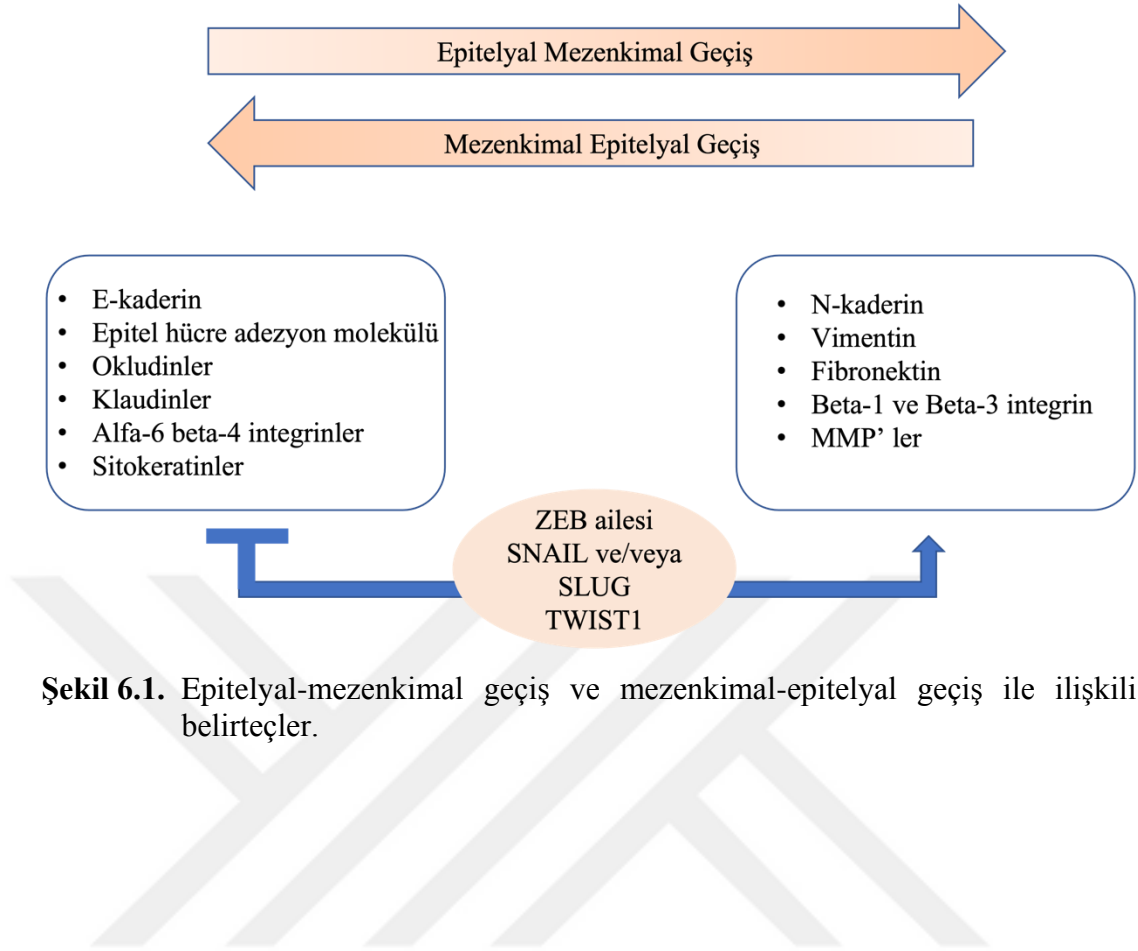 Epitelyal Mezenkimal Geçiş
Mezenkimal Epitelyal Geçiş
• E-kaderin
• Epitel hücre adezyon molekülü
• Okludinler
• Klaudinler
• Alfa-6 beta-4 integrinler
• Sitokeratinler
• N-kaderin
• Vimentin
• Fibronektin
• Beta-1 ve Beta-3 integrin
• MMP’ ler
ZEB ailesi
SNAIL ve/veya
SLUG
TWIST1
Şekil 6.1. Epitelyal-mezenkimal geçiş ve mezenkimal-epitelyal geçiş ile ilişkili
belirteçler.